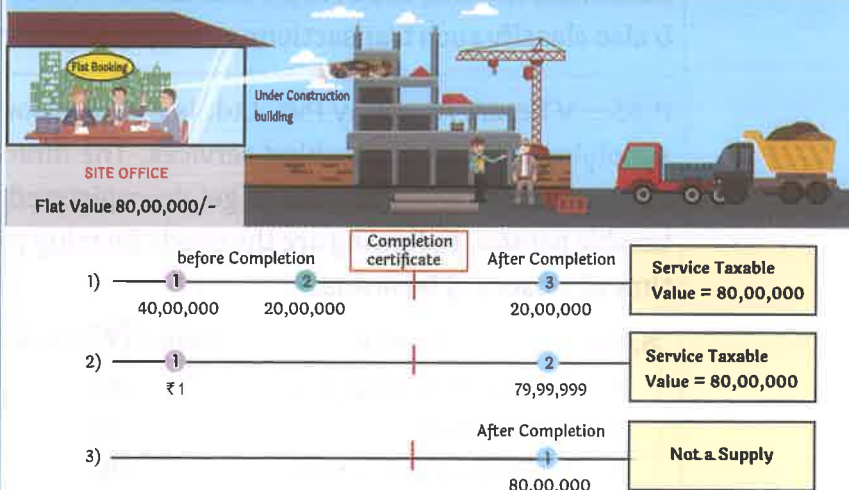 Flat Booking
Under Construction
building
SITE OFFICE
Flat Value 80,00,000/-
before Completion
Completion
certificate
After Completion
1)
1
2
3
40,00,000
20,00,000
20,00,000
Service Taxable
Value = 80,00,000
2)
1
2
₹1
79,99,999
Service Taxable
Value = 80,00,000
After Completion
3)
1
80,00,000
Not a Supply